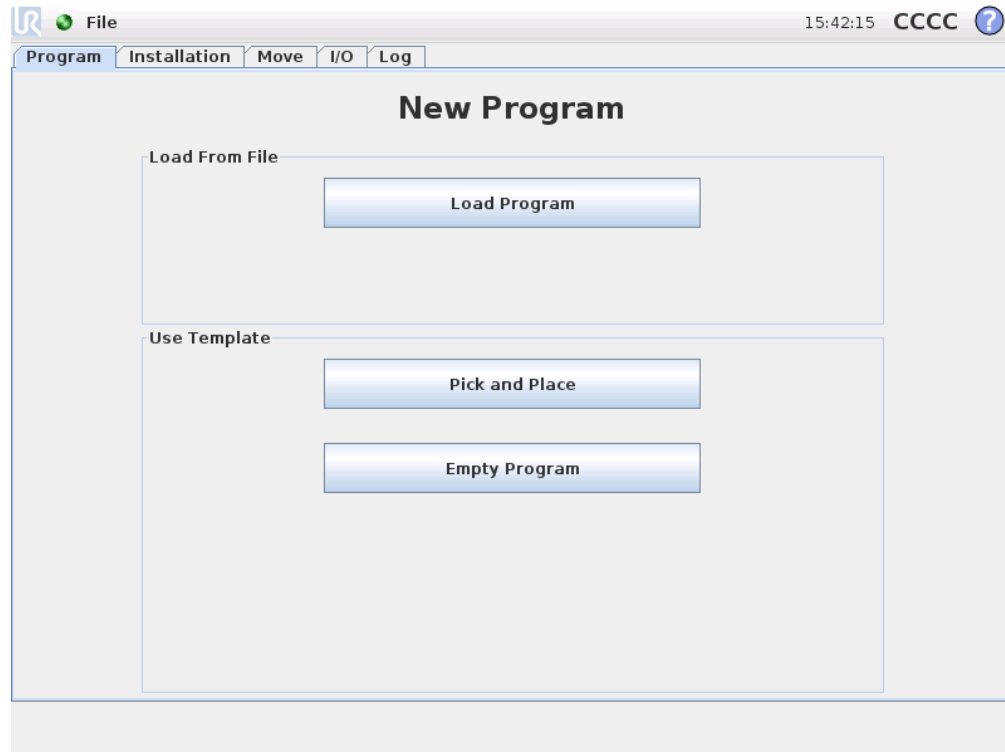 UR File 15:42:15 CCCC ?
Program Installation Move I/O Log
New Program
Load From File
Load Program
Use Template
Pick and Place
Empty Program